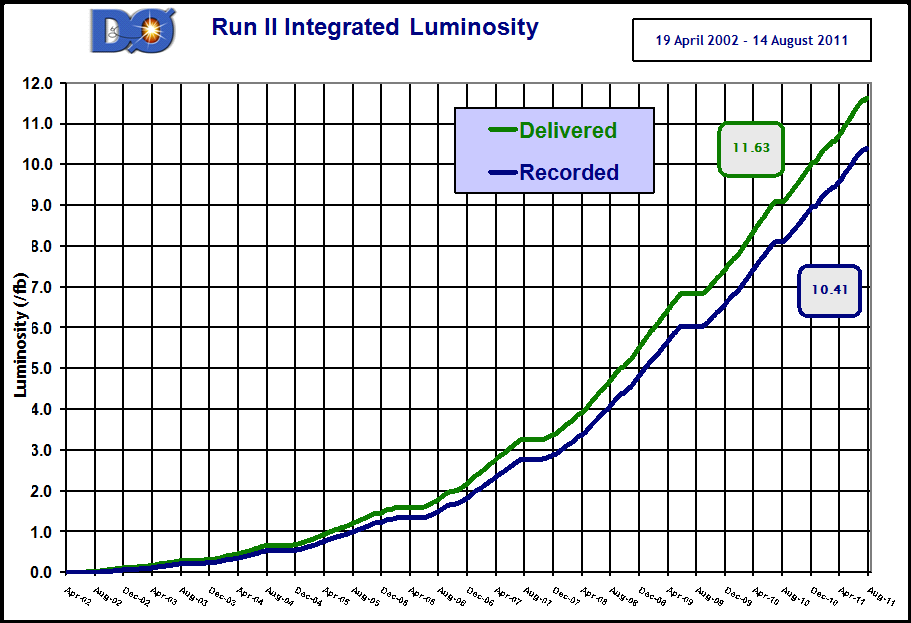 DØ
Run II Integrated Luminosity
19 April 2002 - 14 August 2011
12.0
11.0
10.0
9.0
8.0
7.0
6.0
5.0
4.0
3.0
2.0
1.0
0.0
Luminosity (/fb)
Delivered
Recorded
11.63
10.41
Apr-02
Aug-02
Dec-02
Apr-03
Aug-03
Dec-03
Apr-04
Aug-04
Dec-04
Apr-05
Aug-05
Dec-05
Apr-06
Aug-06
Dec-06
Apr-07
Aug-07
Dec-07
Apr-08
Aug-08
Dec-08
Apr-09
Aug-09
Dec-09
Apr-10
Aug-10
Dec-10
Apr-11
Aug-11